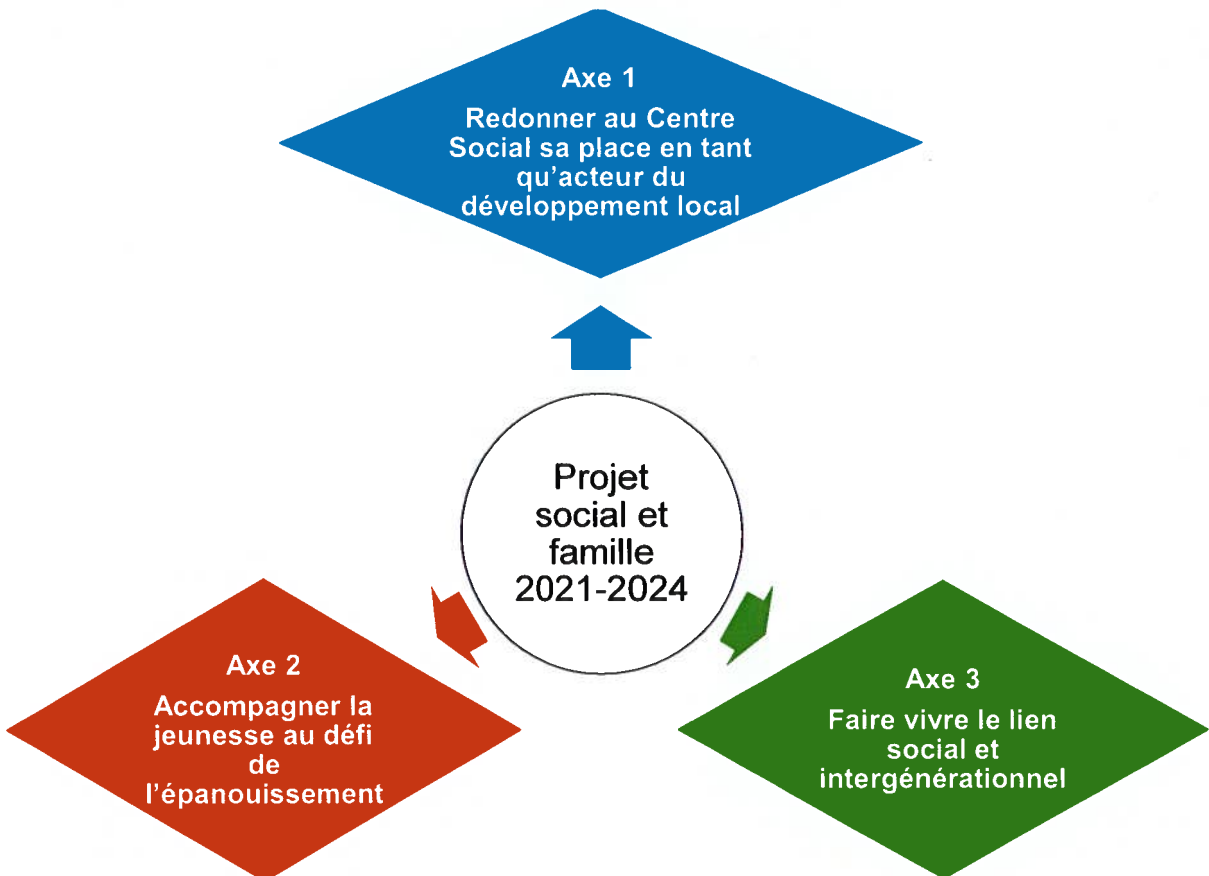 Axe 1
Redonner au Centre
Social sa place en tant
qu'acteur du
développement local
Projet
social et
famille
2021-2024
Axe 2
Accompagner la
jeunesse au défi
de
l'épanouissement
Axe 3
Faire vivre le lien
social et
intergénérationnel